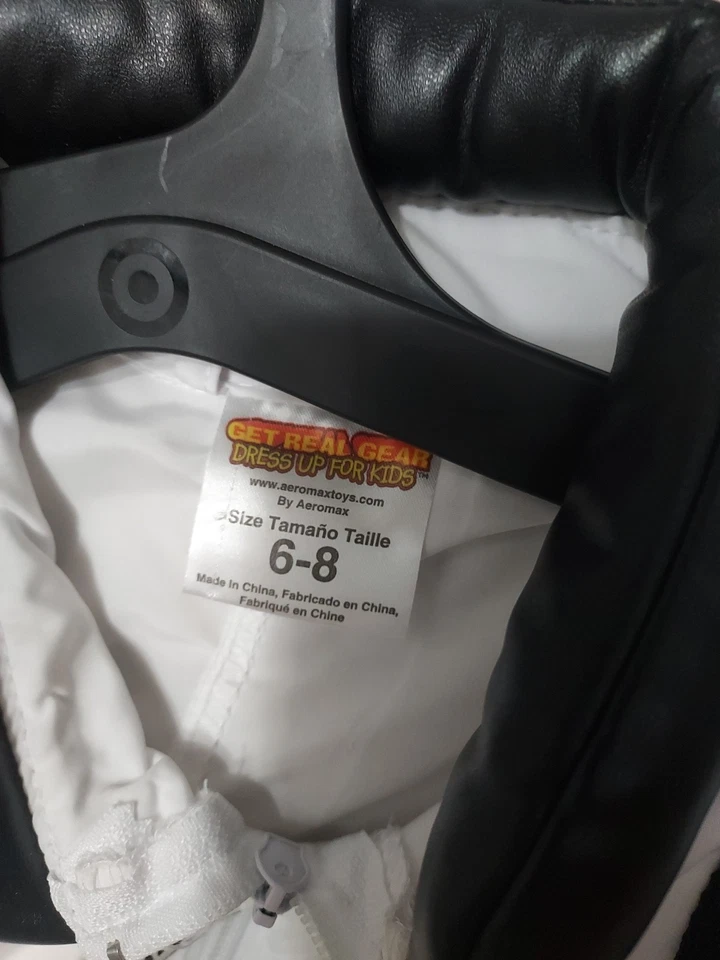 GET REAL GEAR
DRESS UP FOR KIDS™
www.aeromaxtoys.com
By Aeromax
Size Tamaño Taille
6-8
Made in China, Fabricado en China,
Fabriqué en Chine